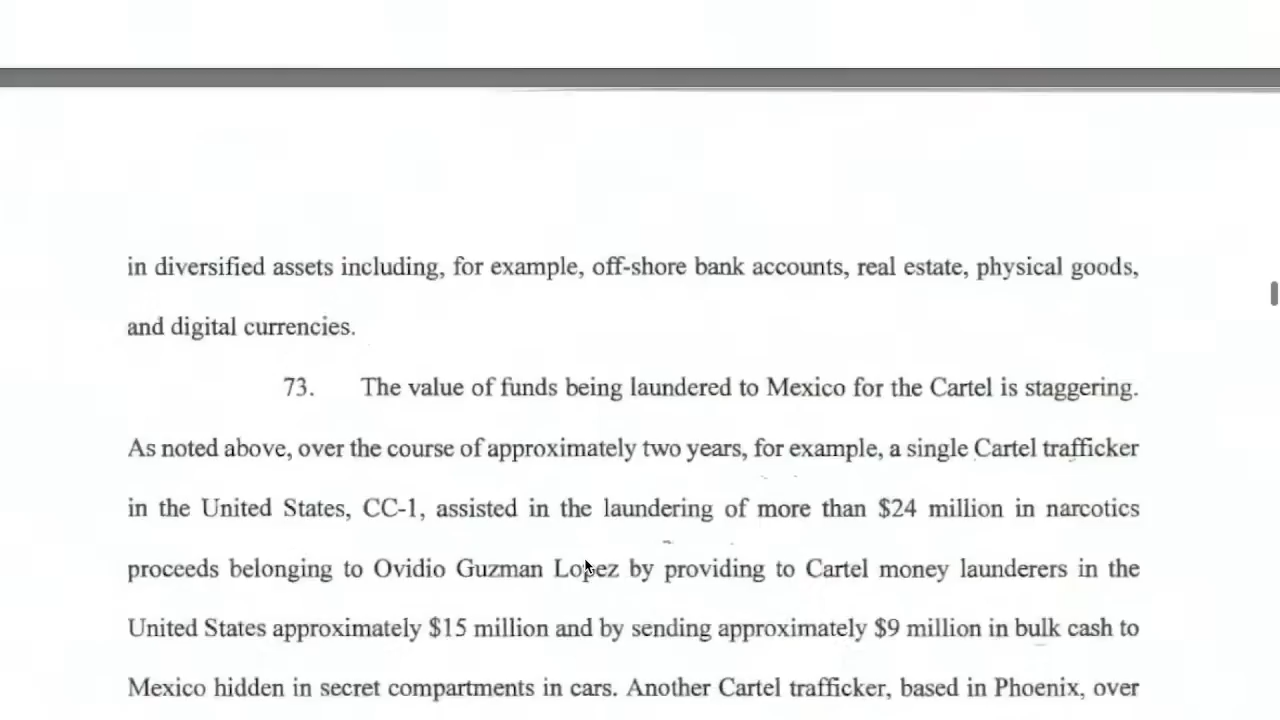 in diversified assets including, for example, off-shore bank accounts, real estate, physical goods,
and digital currencies.
73. The value of funds being laundered to Mexico for the Cartel is staggering.
As noted above, over the course of approximately two years, for example, a single Cartel trafficker
in the United States, CC-1, assisted in the laundering of more than $24 million in narcotics
proceeds belonging to Ovidio Guzman Lopez by providing to Cartel money launderers in the
United States approximately $15 million and by sending approximately $9 million in bulk cash to
Mexico hidden in secret compartments in cars. Another Cartel trafficker, based in Phoenix, over